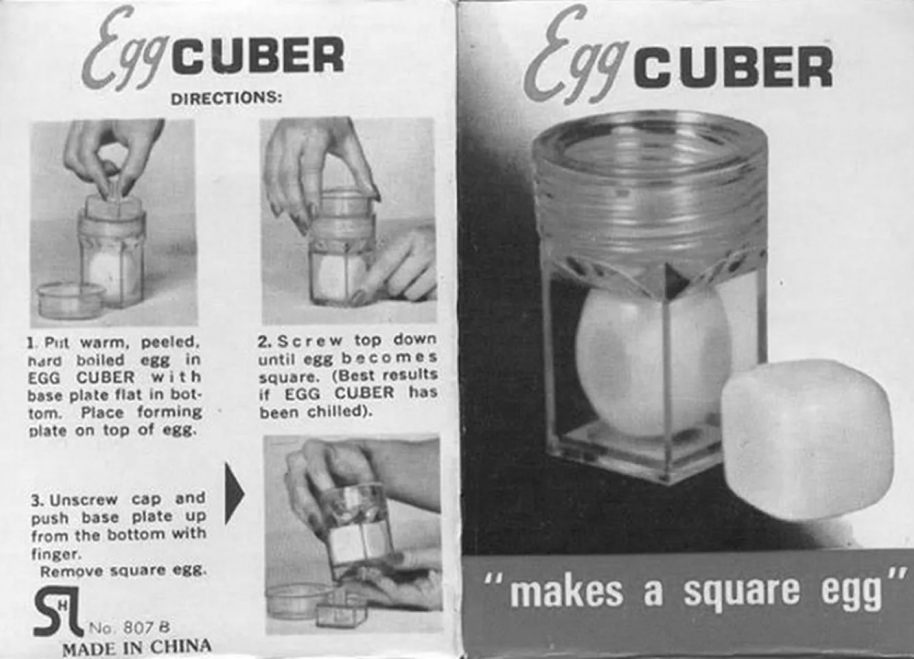 Egg CUBER
DIRECTIONS:
1. Put warm, peeled,
hard boiled egg in
EGG CUBER with
base plate flat in bot-
tom. Place forming
plate on top of egg.
2. Screw top down
until egg becomes
square. (Best results
if EGG CUBER has
been chilled).
3. Unscrew cap and
push base plate up
from the bottom with
finger.
Remove square egg.
SHL
No. 807 B
MADE IN CHINA
Egg CUBER
"makes a square egg"